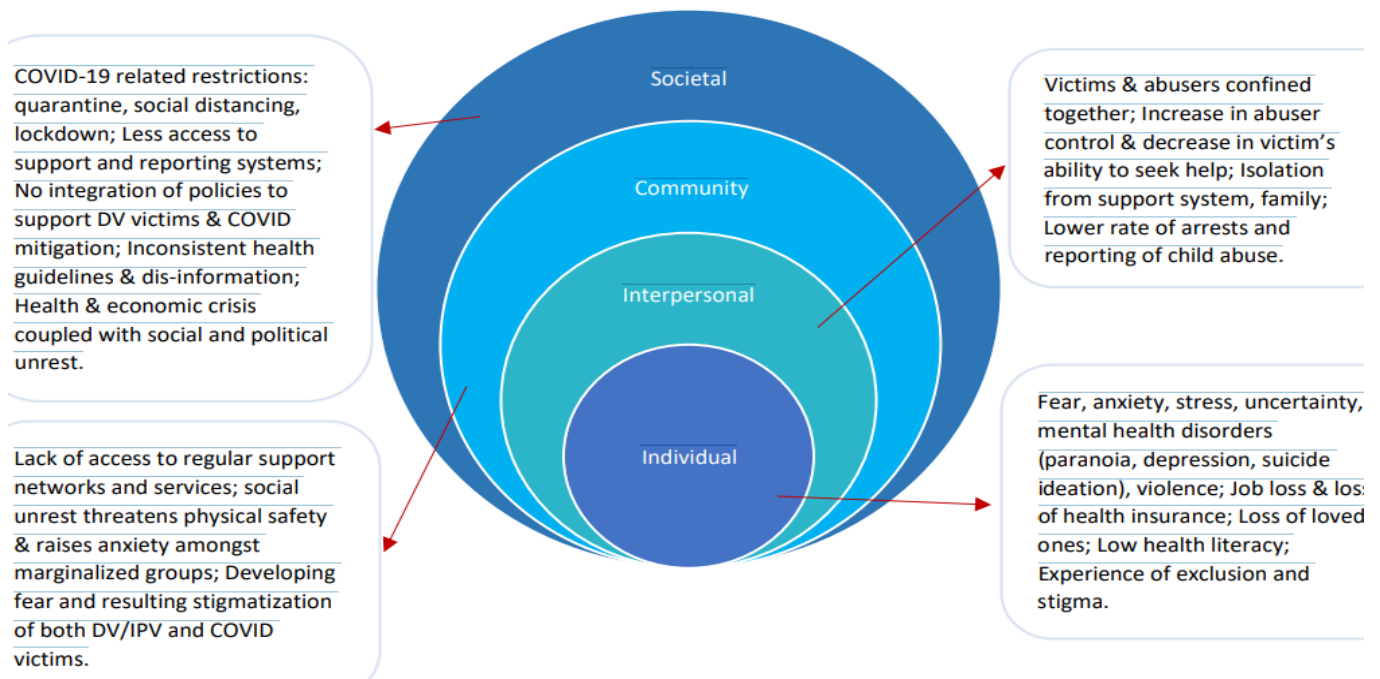 COVID-19 related restrictions:
quarantine, social distancing,
lockdown; Less access to
support and reporting systems;
No integration of policies to
support DV victims & COVID
mitigation; Inconsistent health
guidelines & dis-information;
Health & economic crisis
coupled with social and political
unrest.
Lack of access to regular support
networks and services; social
unrest threatens physical safety
& raises anxiety amongst
marginalized groups; Developing
fear and resulting stigmatization
of both DV/IPV and COVID
victims.
Societal
Community
Interpersonal
Individual
Victims & abusers confined
together; Increase in abuser
control & decrease in victim's
ability to seek help; Isolation
from support system, family;
Lower rate of arrests and
reporting of child abuse.
Fear, anxiety, stress, uncertainty,
mental health disorders
(paranoia, depression, suicide
ideation), violence; Job loss & loss
of health insurance; Loss of loved
ones; Low health literacy;
Experience of exclusion and
stigma.